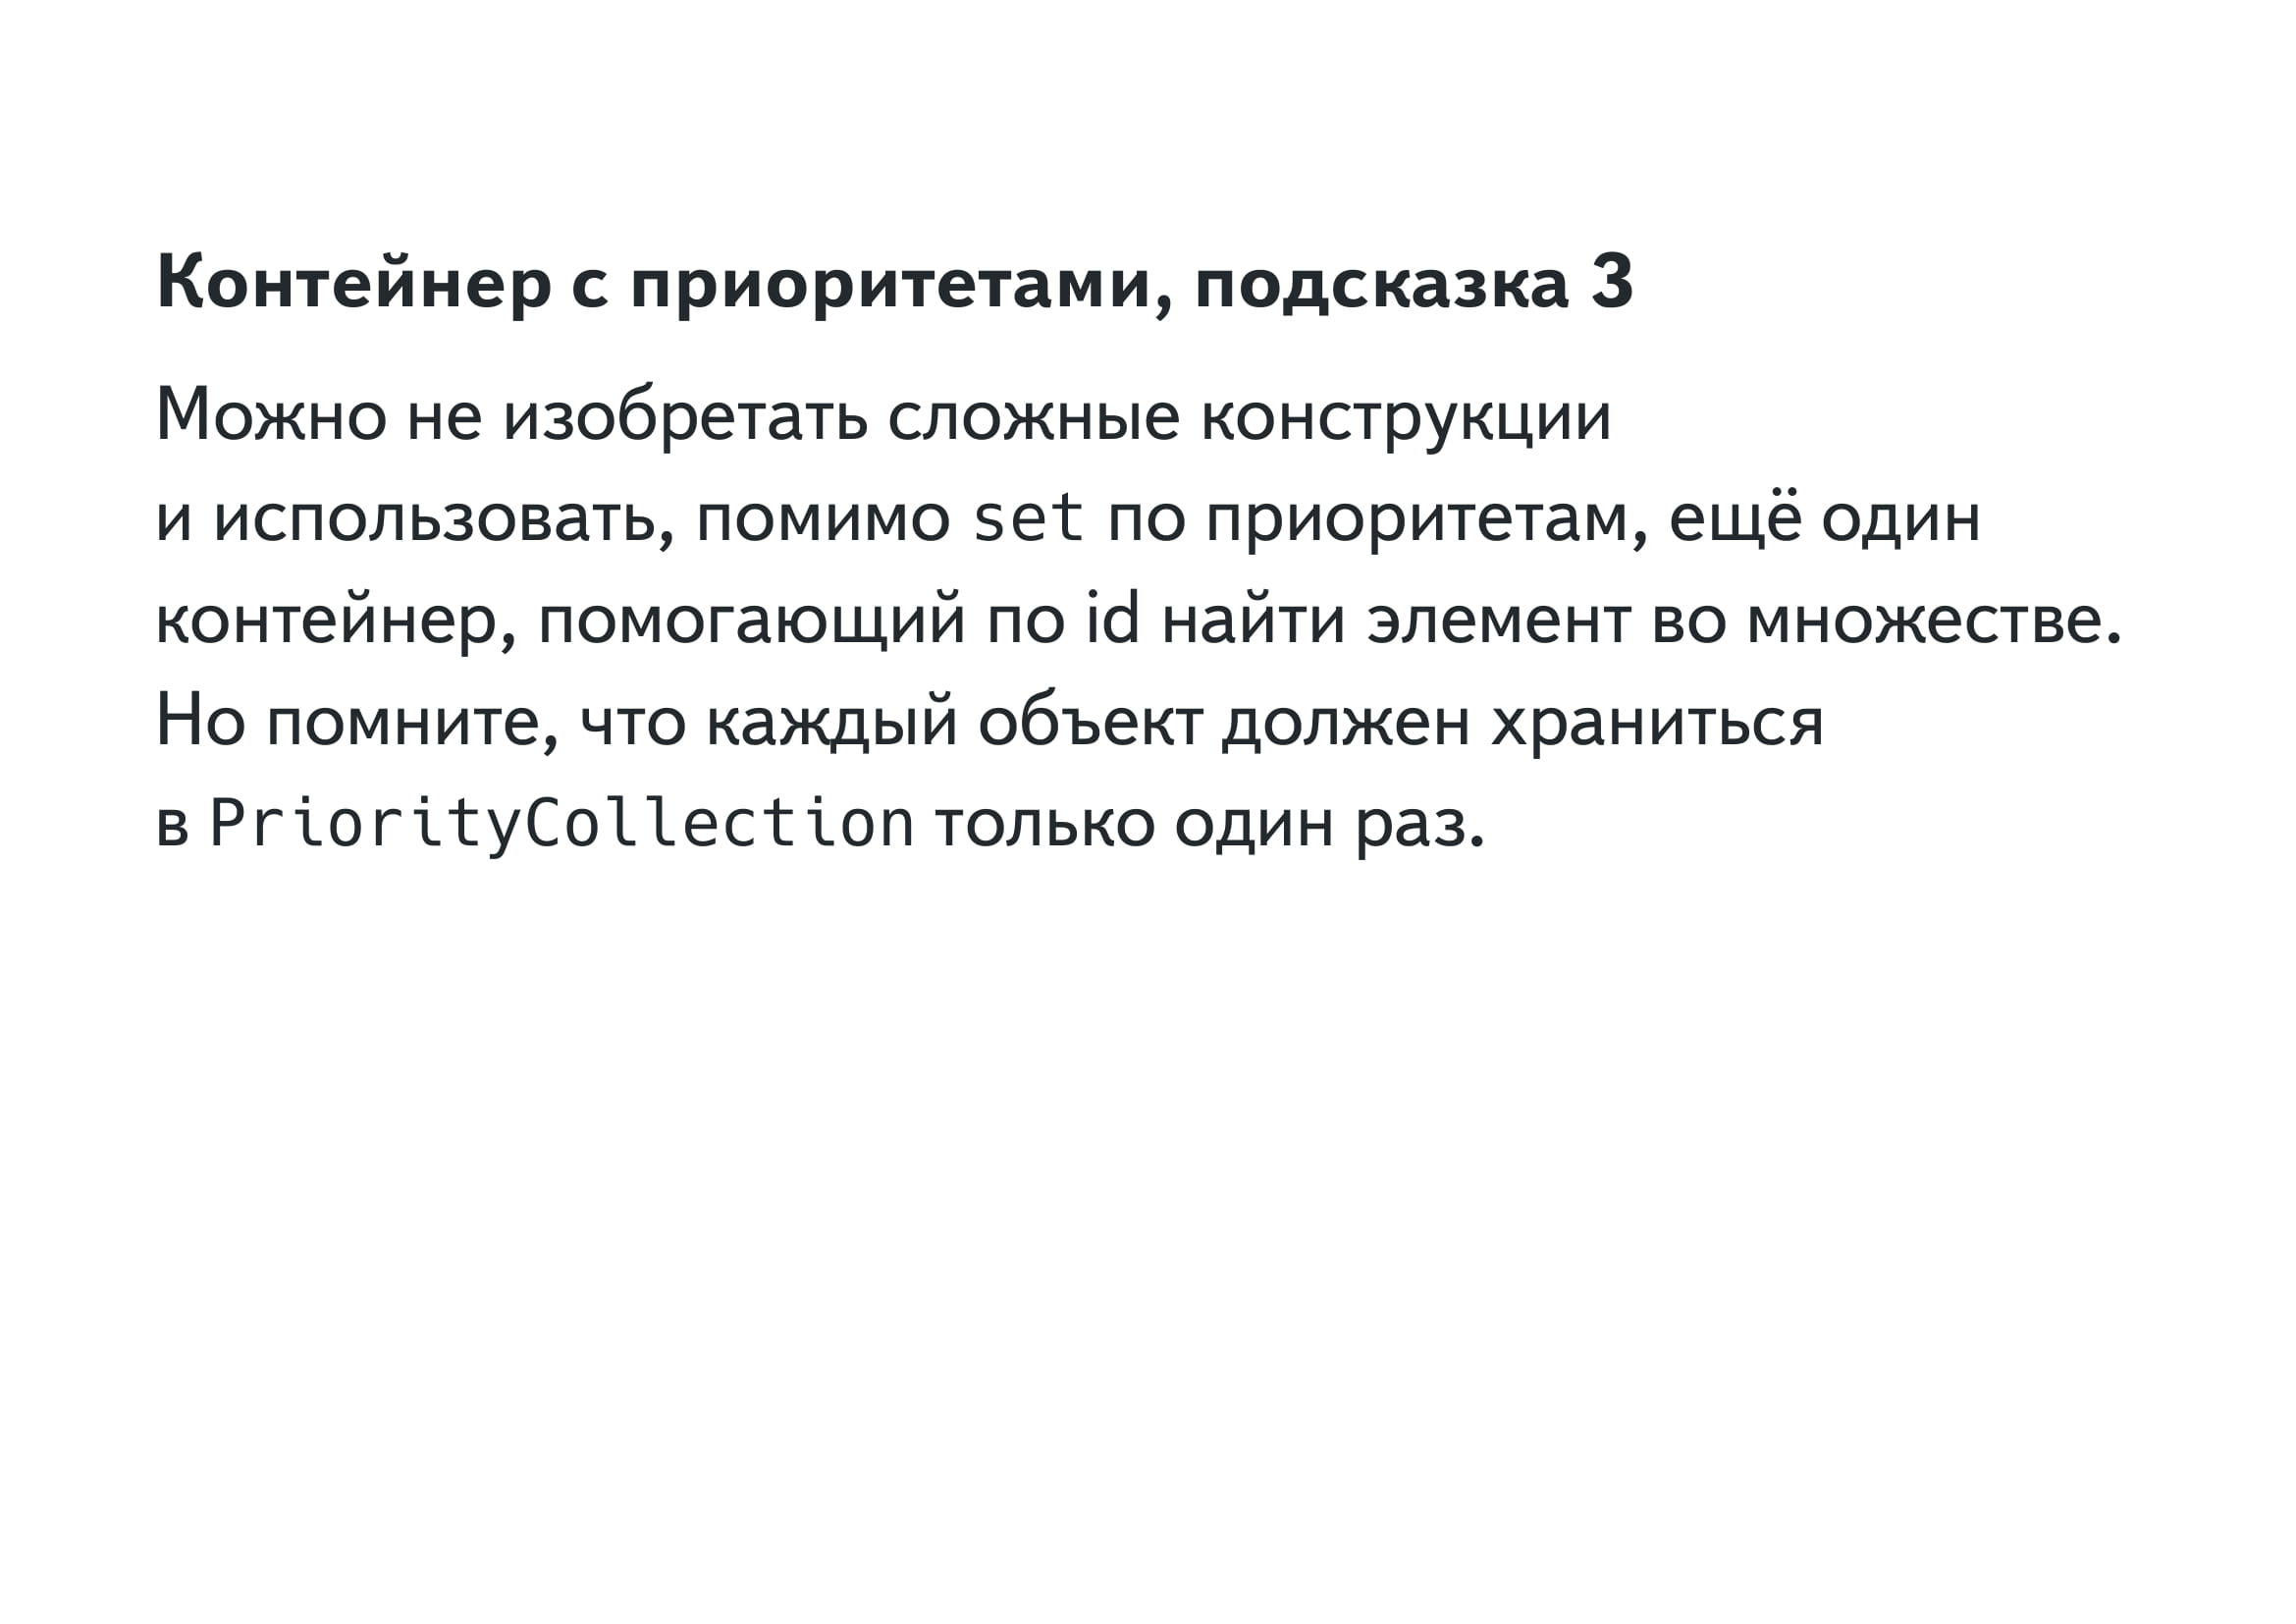 Контейнер с приоритетами, подсказка 3
Можно не изобретать сложные конструкции
и использовать, помимо set по приоритетам, ещё один
контейнер, помогающий по id найти элемент во множестве.
Но помните, что каждый объект должен храниться
в PriorityCollection только один раз.